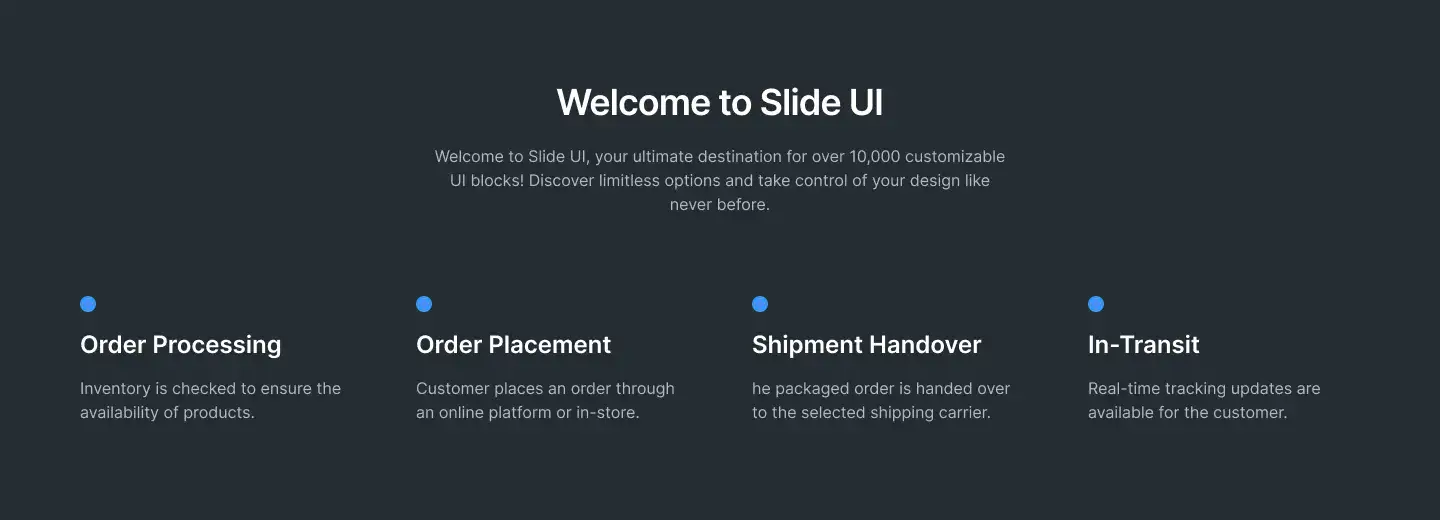 Welcome to Slide UI
Welcome to Slide UI, your ultimate destination for over 10,000 customizable
UI blocks! Discover limitless options and take control of your design like
never before.
Order Processing
Inventory is checked to ensure the
availability of products.
Order Placement
Customer places an order through
an online platform or in-store.
Shipment Handover
he packaged order is handed over
to the selected shipping carrier.
In-Transit
Real-time tracking updates are
available for the customer.